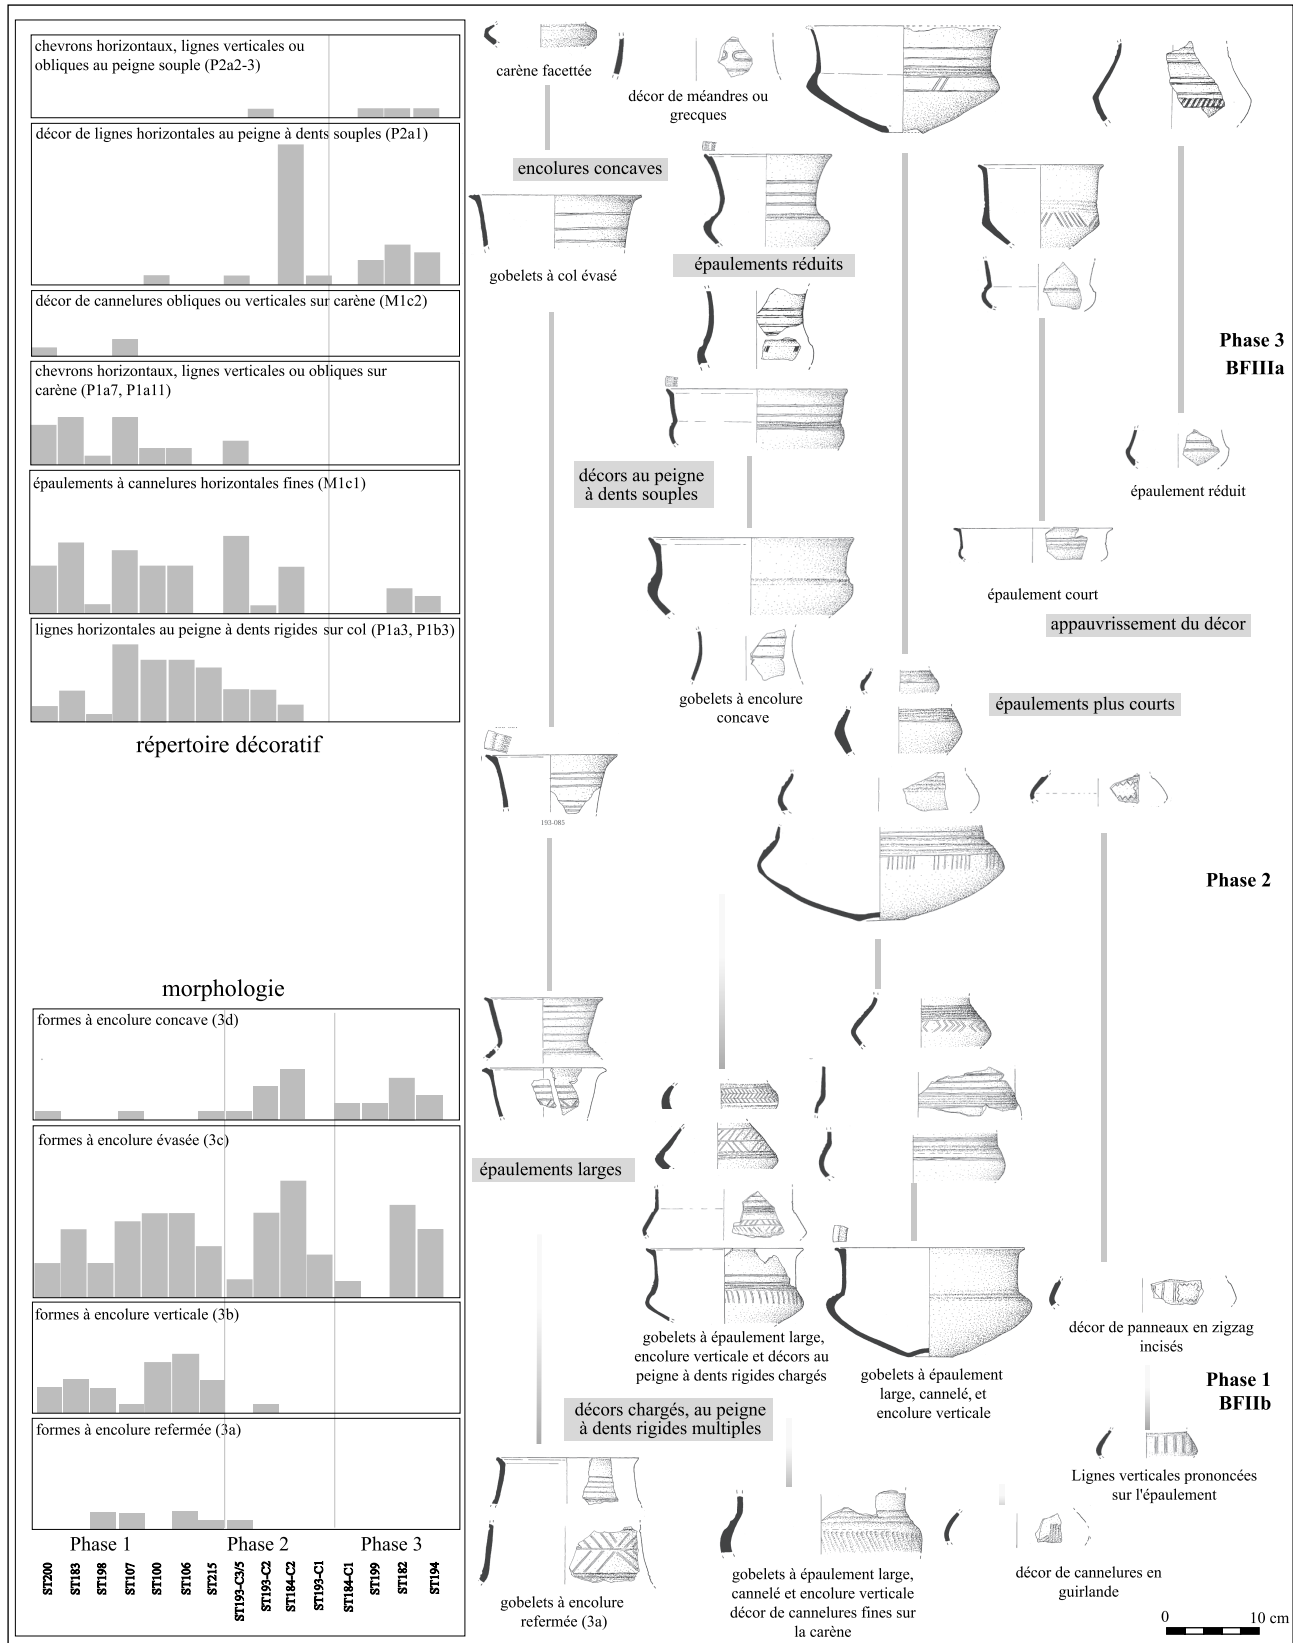 chevrons horizontaux, lignes verticales ou
obliques au peigne souple (P2a2-3)
décor de lignes horizontales au peigne à dents souples (P2a1)
décor de cannelures obliques ou verticales sur carène (M1c2)
chevrons horizontaux, lignes verticales ou obliques sur
carène (P1a7, P1a11)
épaulements à cannelures horizontales fines (M1c1)
lignes horizontales au peigne à dents rigides sur col (P1a3, P1b3)
répertoire décoratif
morphologie
formes à encolure concave (3d)
formes à encolure évasée (3c)
formes à encolure verticale (3b)
formes à encolure refermée (3a)
Phase 1
Phase 2
Phase 3
ST200
ST183
ST198
ST107
ST100
ST106
ST215
ST193-C3/5
ST193-C2
ST184-C2
ST193-C1
ST184-C1
ST199
ST182
ST194
carène facettée
décor de méandres ou
grecques
encolures concaves
gobelets à col évasé
épaulements réduits
Phase 3
BFIIIa
décors au peigne
à dents souples
épaulement réduit
épaulement court
appauvrissement du décor
gobelets à encolure
concave
épaulements plus courts
193-085
Phase 2
épaulements larges
gobelets à épaulement large,
encolure verticale et décors au
peigne à dents rigides chargés
gobelets à épaulement
large, cannelé, et
encolure verticale
décor de panneaux en zigzag
incisés
Phase 1
BFIIb
décors chargés, au peigne
à dents rigides multiples
Lignes verticales prononcées
sur l'épaulement
gobelets à encolure
refermée (3a)
gobelets à épaulement large,
cannelé et encolure verticale
décor de cannelures fines sur
la carène
décor de cannelures en
guirlande
0 10 cm